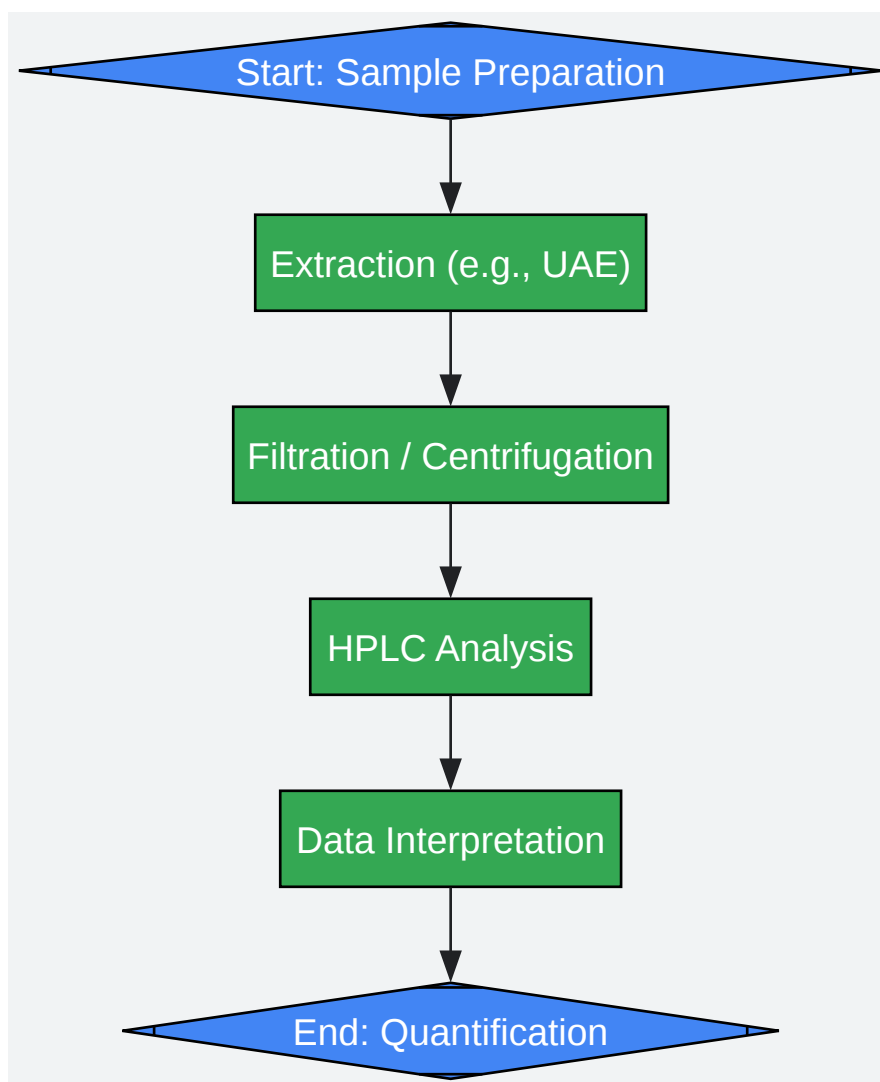 Start: Sample Preparation
Extraction (e.g., UAE)
Filtration / Centrifugation
HPLC Analysis
Data Interpretation
End: Quantification